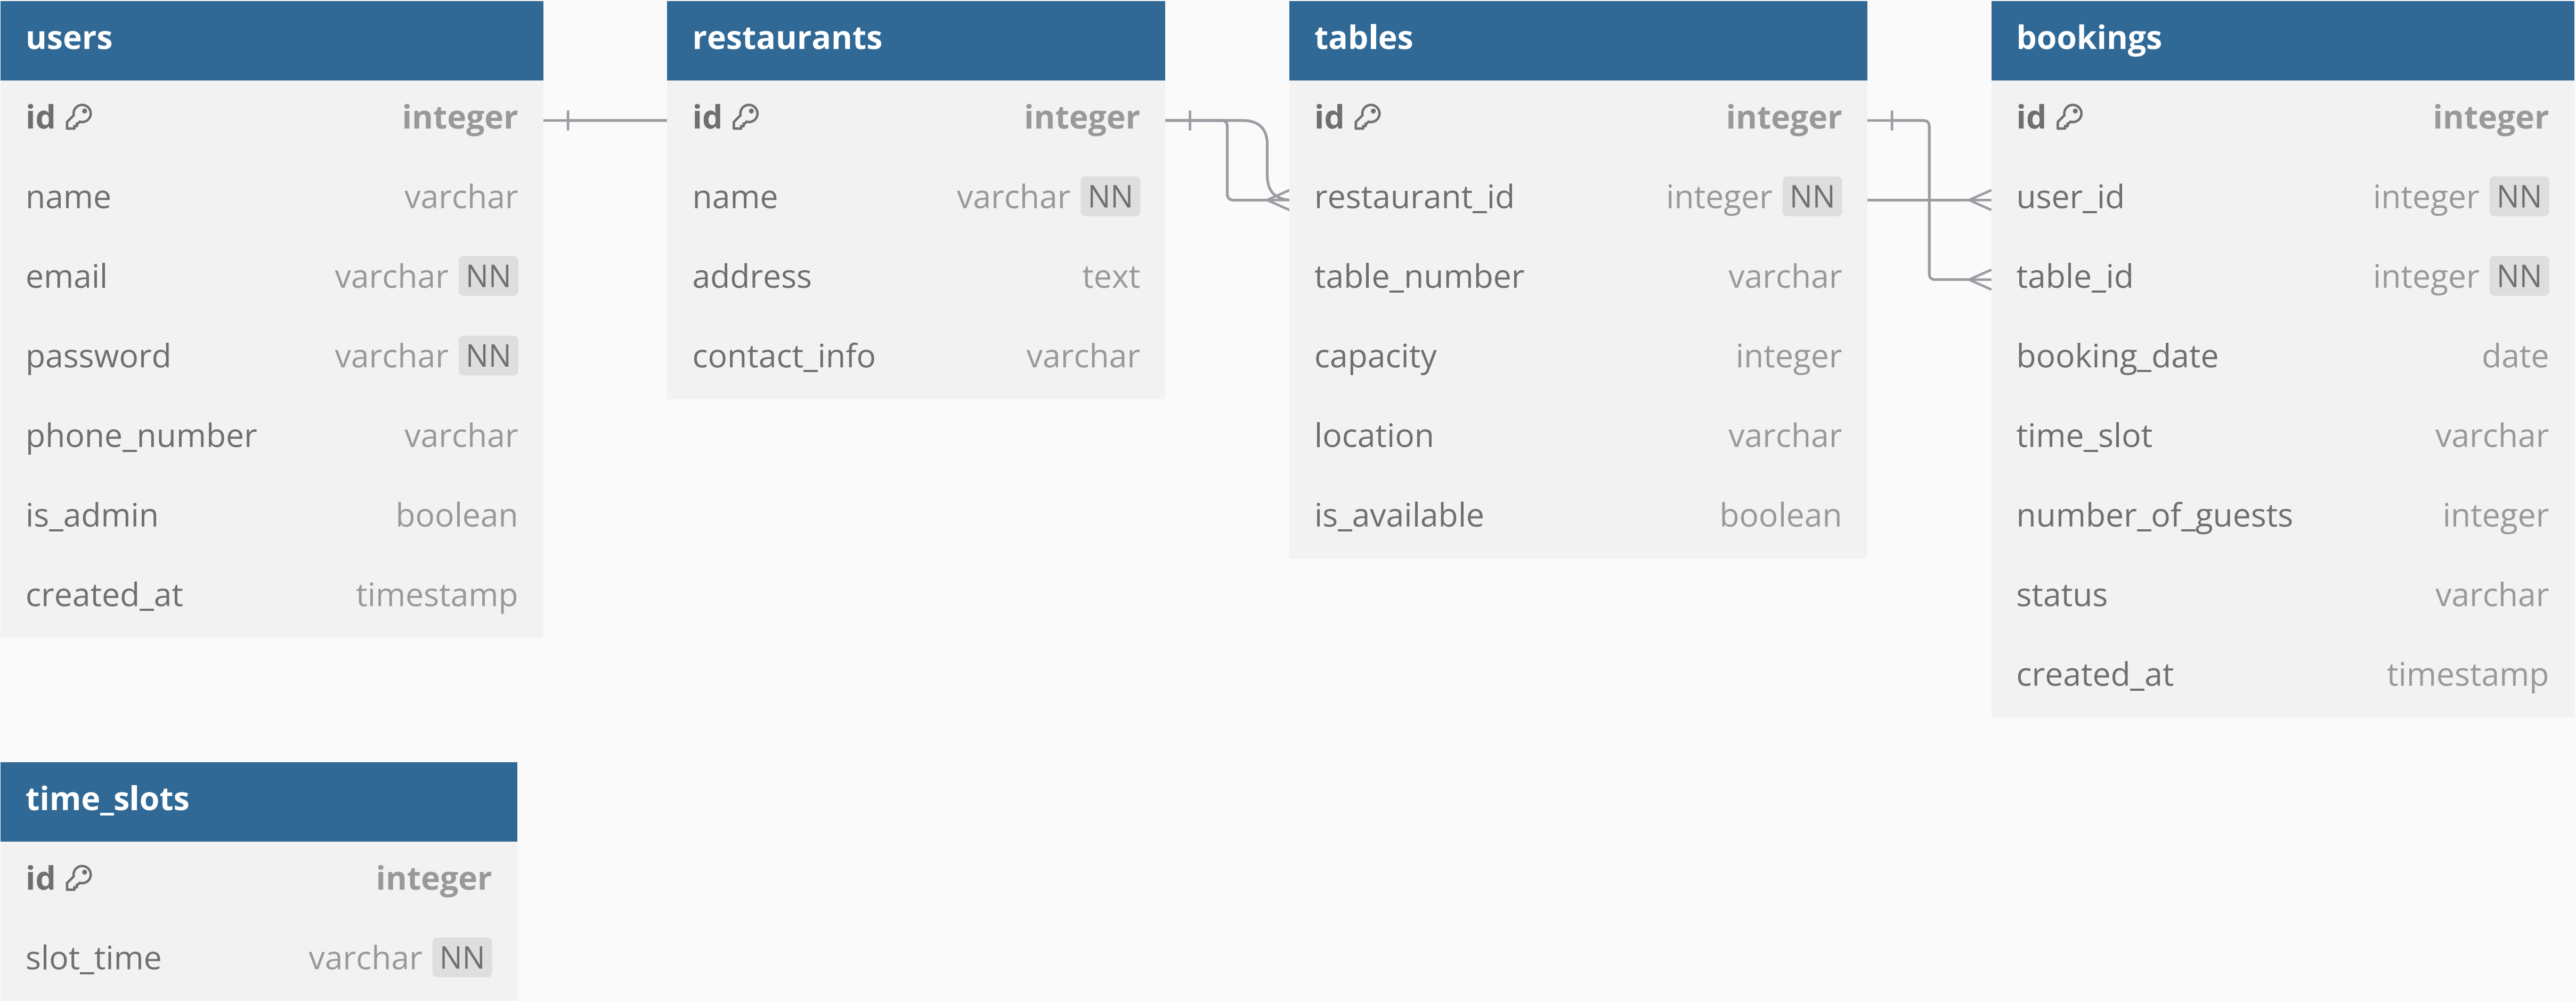 users
id integer
name varchar
email varchar NN
password varchar NN
phone_number varchar
is_admin boolean
created_at timestamp
restaurants
id integer
name varchar NN
address text
contact_info varchar
tables
id integer
restaurant_id integer NN
table_number varchar
capacity integer
location varchar
is_available boolean
bookings
id integer
user_id integer NN
table_id integer NN
booking_date date
time_slot varchar
number_of_guests integer
status varchar
created_at timestamp
time_slots
id integer
slot_time varchar NN